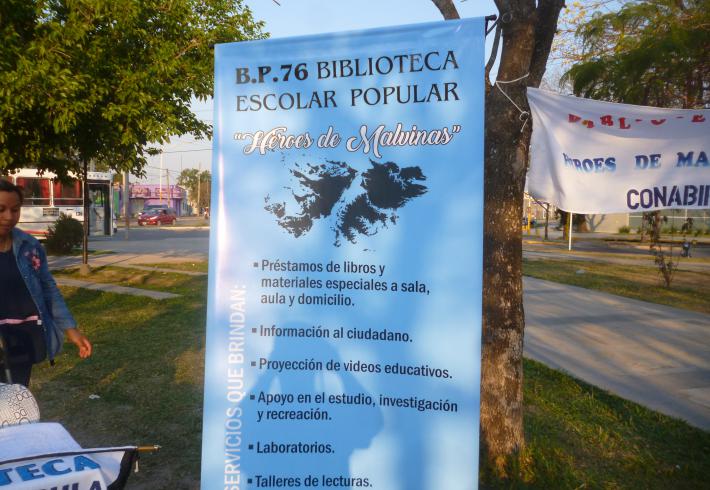 B.P.76 BIBLIOTECA
ESCOLAR POPULAR
"Héroes de Malvinas"
SERVICIOS QUE BRINDAN:
▪ Préstamos de libros y
materiales especiales a sala,
aula y domicilio.
▪ Información al ciudadano.
▪ Proyección de videos educativos.
▪ Apoyo en el estudio, investigación
y recreación.
▪ Laboratorios.
▪ Talleres de lecturas.
HEROES DE MA
CONABI
TECA